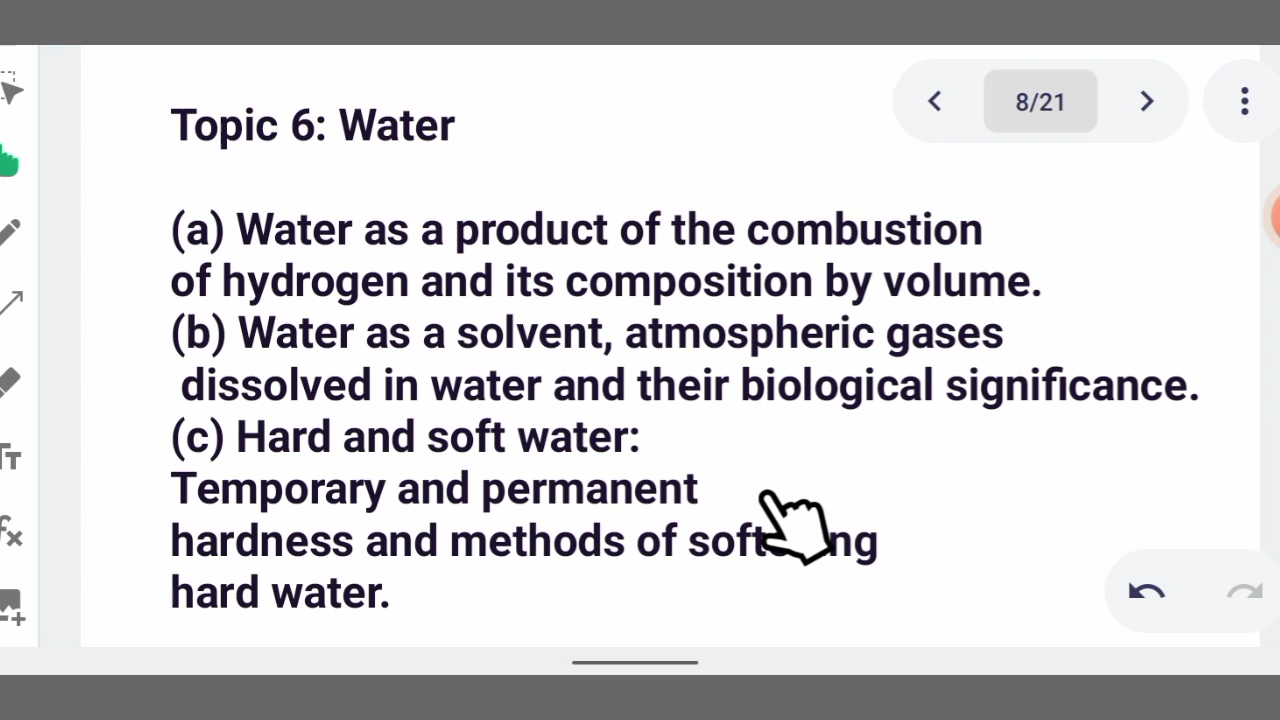 8/21
Topic 6: Water
(a) Water as a product of the combustion
of hydrogen and its composition by volume.
(b) Water as a solvent, atmospheric gases
dissolved in water and their biological significance.
(c) Hard and soft water:
Temporary and permanent
hardness and methods of
hard water.